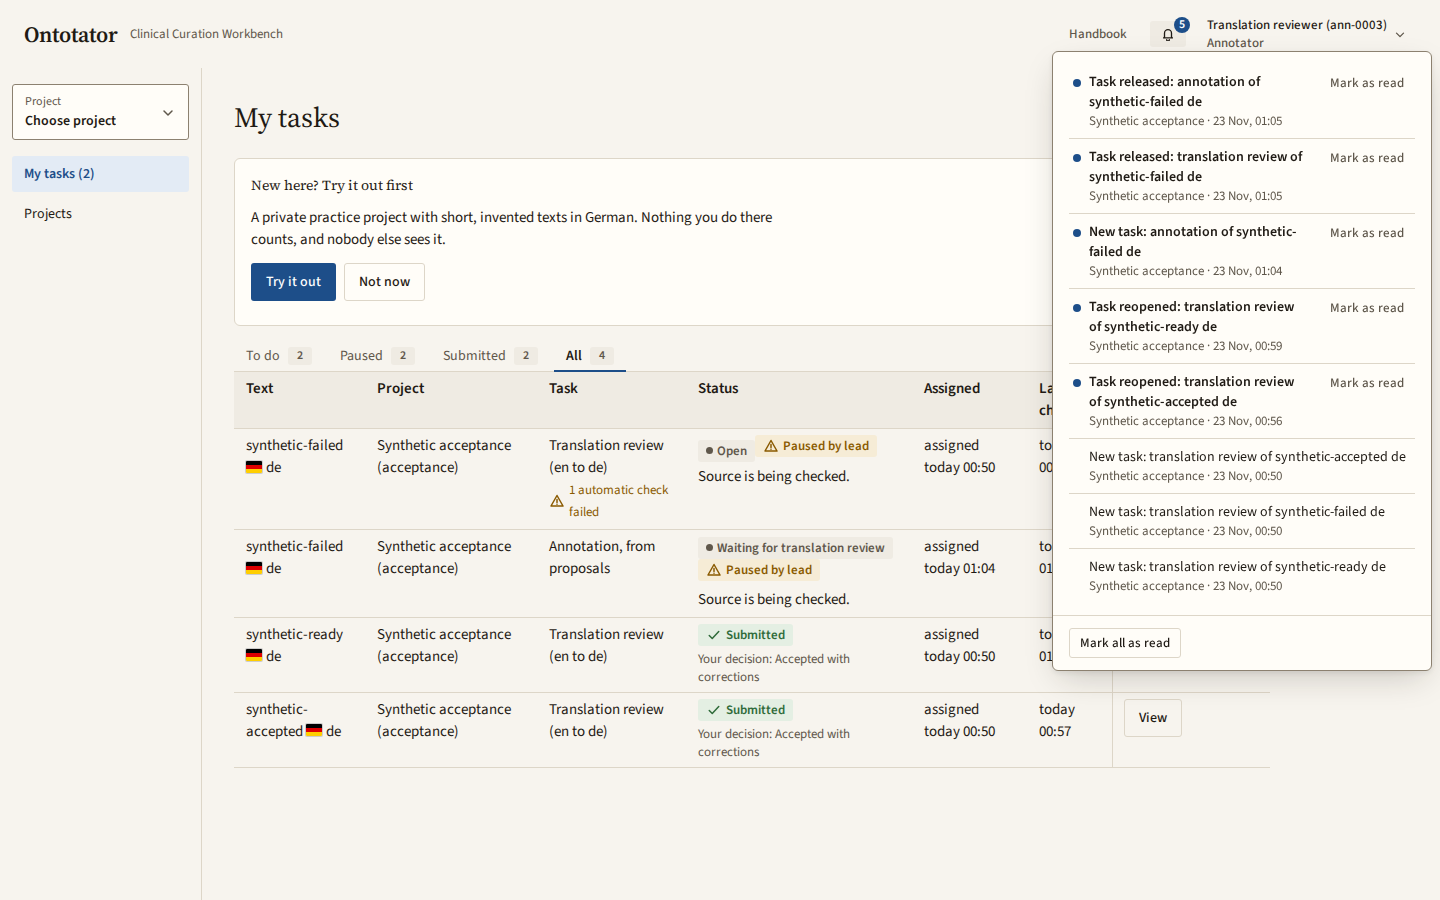 Ontotator Clinical Curation Workbench
Handbook
5
Translation reviewer (ann-0003)
Annotator
Project
Choose project
My tasks (2)
Projects
My tasks
New here? Try it out first
A private practice project with short, invented texts in German. Nothing you do there
counts, and nobody else sees it.
Try it out
Not now
To do 2
Paused 2
Submitted 2
All 4
Text
Project
Task
Status
Assigned
La
ch
synthetic-failed
de
Synthetic acceptance
(acceptance)
Translation review
(en to de)
1 automatic check
failed
Open
Paused by lead
Source is being checked.
assigned
today 00:50
to
00
synthetic-failed
de
Synthetic acceptance
(acceptance)
Annotation, from
proposals
Waiting for translation review
Paused by lead
Source is being checked.
assigned
today 01:04
to
01
synthetic-ready
de
Synthetic acceptance
(acceptance)
Translation review
(en to de)
Submitted
Your decision: Accepted with
corrections
assigned
today 00:50
to
01
synthetic-
accepted de
Synthetic acceptance
(acceptance)
Translation review
(en to de)
Submitted
Your decision: Accepted with
corrections
assigned
today 00:50
today
00:57
View
Task released: annotation of
synthetic-failed de
Synthetic acceptance · 23 Nov, 01:05
Mark as read
Task released: translation review of
synthetic-failed de
Synthetic acceptance · 23 Nov, 01:05
Mark as read
New task: annotation of synthetic-
failed de
Synthetic acceptance · 23 Nov, 01:04
Mark as read
Task reopened: translation review
of synthetic-ready de
Synthetic acceptance · 23 Nov, 00:59
Mark as read
Task reopened: translation review
of synthetic-accepted de
Synthetic acceptance · 23 Nov, 00:56
Mark as read
New task: translation review of synthetic-accepted de
Synthetic acceptance · 23 Nov, 00:50
New task: translation review of synthetic-failed de
Synthetic acceptance · 23 Nov, 00:50
New task: translation review of synthetic-ready de
Synthetic acceptance · 23 Nov, 00:50
Mark all as read